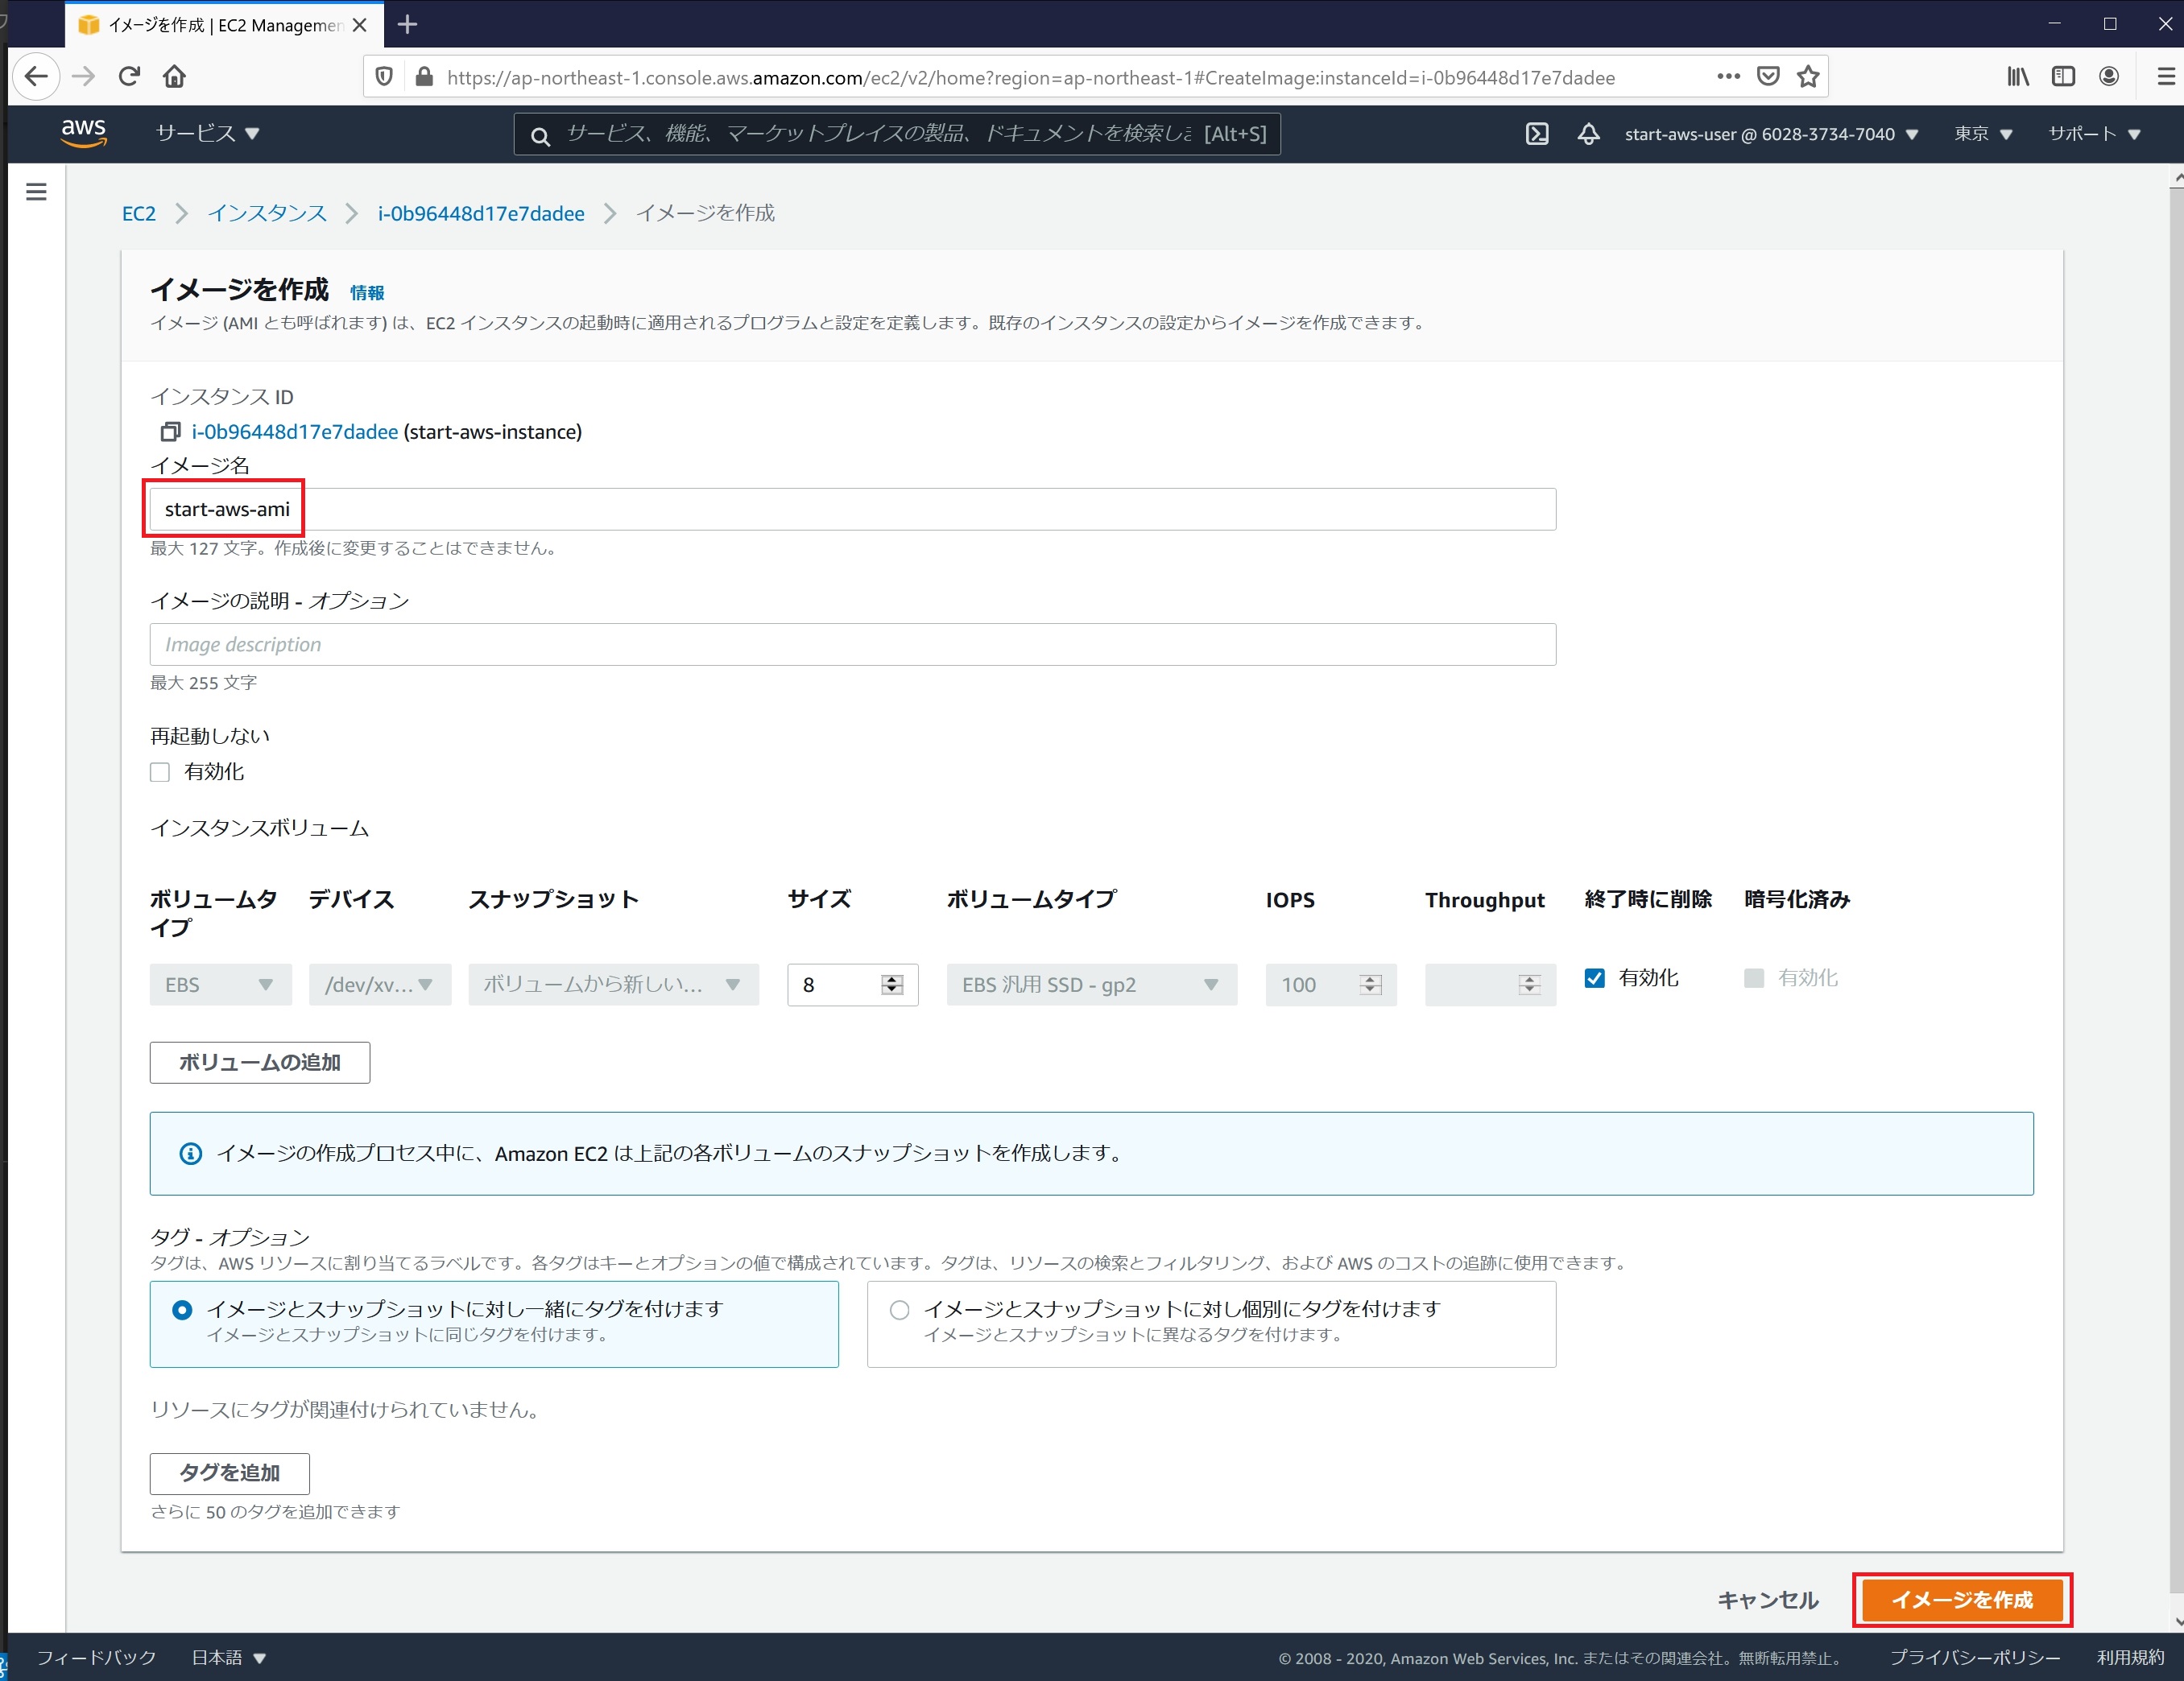 イメージを作成 | EC2 Managemen
https://ap-northeast-1.console.aws.amazon.com/ec2/v2/home?region=ap-northeast-1#CreateImage:instanceId=i-0b96448d17e7dadee
aws
サービス
サービス、機能、マーケットプレイスの製品、ドキュメントを検索しま [Alt+S]
start-aws-user @ 6028-3734-7040
東京
サポート
EC2
インスタンス
i-0b96448d17e7dadee
イメージを作成
イメージを作成 情報
イメージ (AMI とも呼ばれます) は、EC2 インスタンスの起動時に適用されるプログラムと設定を定義します。既存のインスタンスの設定からイメージを作成できます。
インスタンス ID
i-0b96448d17e7dadee (start-aws-instance)
イメージ名
start-aws-ami
最大 127 文字。作成後に変更することはできません。
イメージの説明 - オプション
Image description
最大 255 文字
再起動しない
有効化
インスタンスボリューム
ボリュームタイプ
デバイス
スナップショット
サイズ
ボリュームタイプ
IOPS
Throughput
終了時に削除
暗号化済み
EBS
/dev/xv...
ボリュームから新しい...
8
EBS 汎用 SSD - gp2
100
有効化
有効化
ボリュームの追加
イメージの作成プロセス中に、Amazon EC2 は上記の各ボリュームのスナップショットを作成します。
タグ - オプション
タグは、AWS リソースに割り当てるラベルです。各タグはキーとオプションの値で構成されています。タグは、リソースの検索とフィルタリング、および AWS のコストの追跡に使用できます。
イメージとスナップショットに対し一緒にタグを付けます
イメージとスナップショットに同じタグを付けます。
イメージとスナップショットに対し個別にタグを付けます
イメージとスナップショットに異なるタグを付けます。
リソースにタグが関連付けられていません。
タグを追加
さらに 50 のタグを追加できます
キャンセル
イメージを作成
フィードバック
日本語
© 2008 - 2020, Amazon Web Services, Inc. またはその関連会社。無断転用禁止。
プライバシーポリシー
利用規約